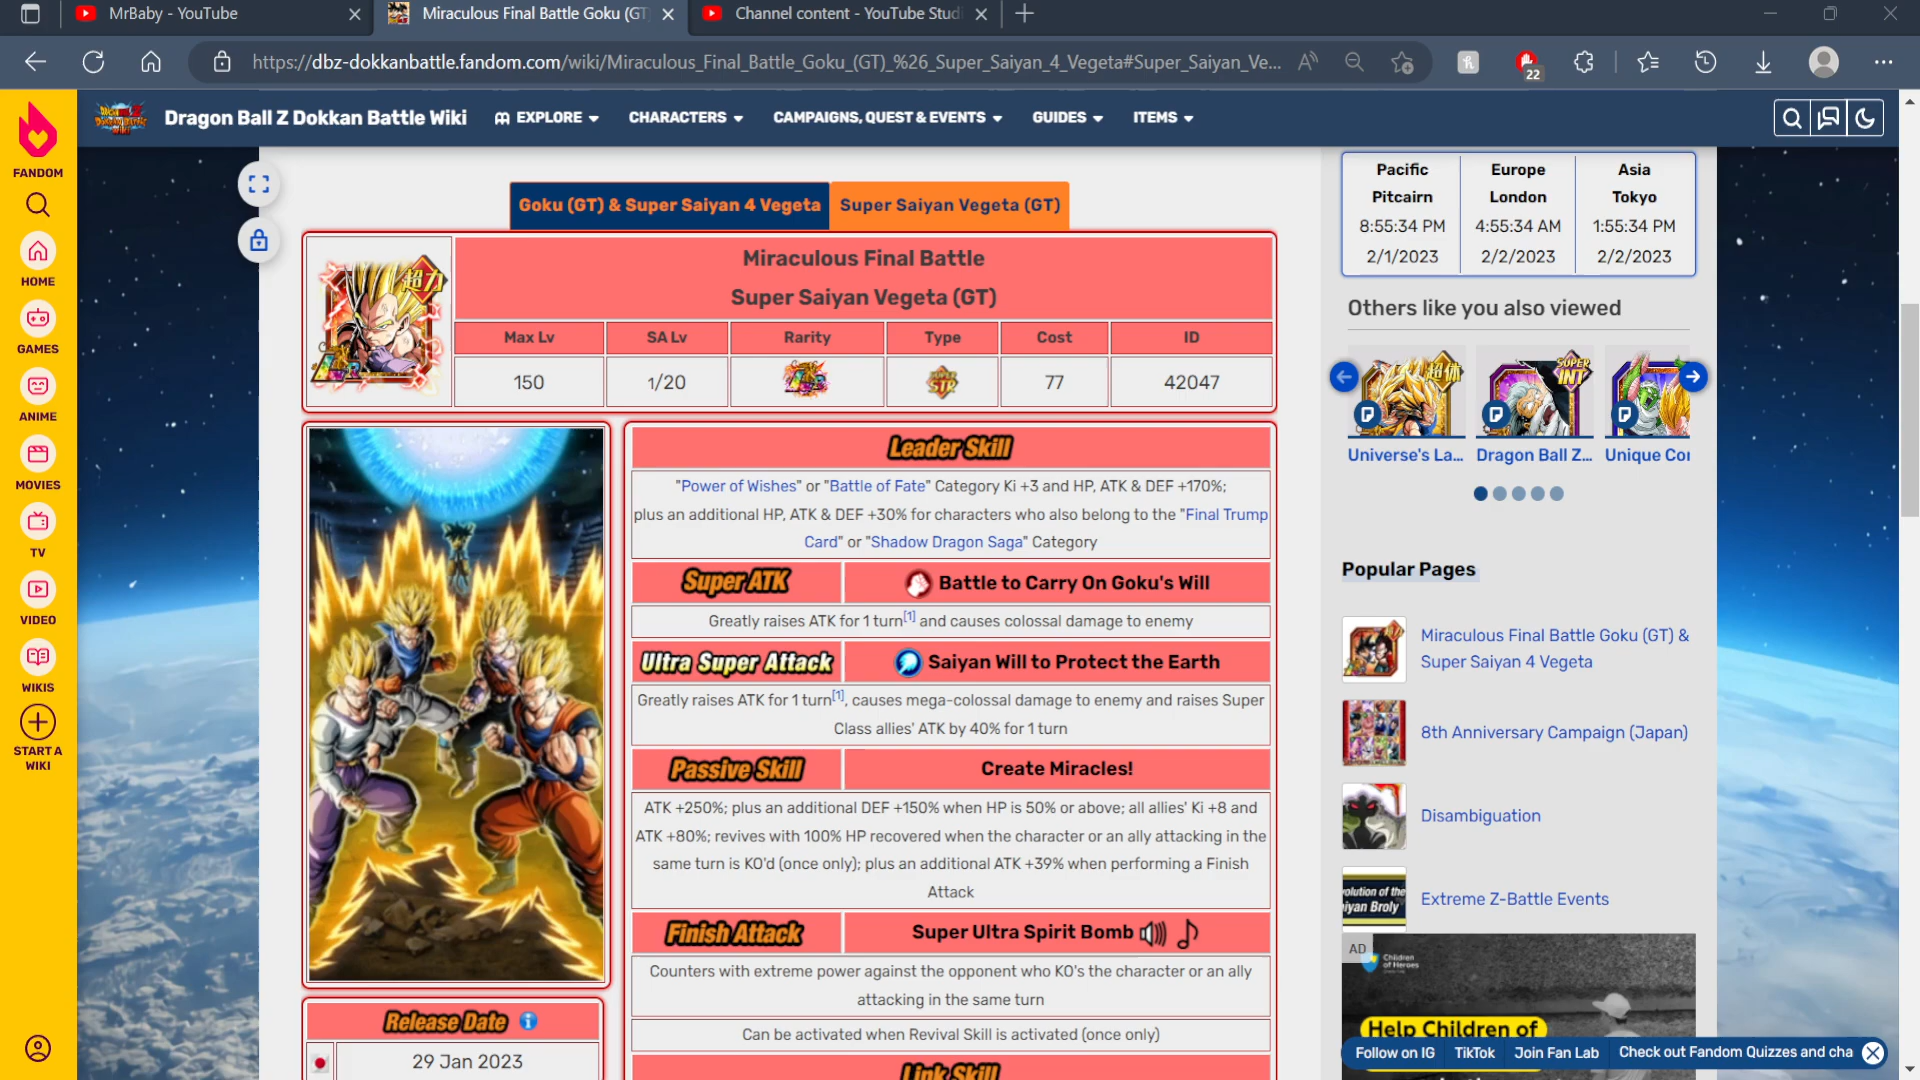 MrBaby - YouTube
Miraculous Final Battle Goku (GT
Channel content - YouTube Studi
https://dbz-dokkanbattle.fandom.com/wiki/Miraculous_Final_Battle_Goku_(GT)_%26_Super_Saiyan_4_Vegeta#Super_Saiyan_Ve...
22
Dragon Ball Z Dokkan Battle Wiki
EXPLORE
CHARACTERS
CAMPAIGNS, QUEST & EVENTS
GUIDES
ITEMS
FANDOM
HOME
GAMES
ANIME
MOVIES
TV
VIDEO
WIKIS
START A
WIKI
Goku (GT) & Super Saiyan 4 Vegeta
Super Saiyan Vegeta (GT)
超力
LR
Miraculous Final Battle
Super Saiyan Vegeta (GT)
Max Lv
SA Lv
Rarity
Type
Cost
ID
150
1/20
LR
STR
77
42047
Leader Skill
"Power of Wishes" or "Battle of Fate" Category Ki +3 and HP, ATK & DEF +170%;
plus an additional HP, ATK & DEF +30% for characters who also belong to the "Final Trump
Card" or "Shadow Dragon Saga" Category
Super ATK
Battle to Carry On Goku's Will
Greatly raises ATK for 1 turn[1] and causes colossal damage to enemy
Ultra Super Attack
Saiyan Will to Protect the Earth
Greatly raises ATK for 1 turn[1], causes mega-colossal damage to enemy and raises Super
Class allies' ATK by 40% for 1 turn
Passive Skill
Create Miracles!
ATK +250%; plus an additional DEF +150% when HP is 50% or above; all allies' Ki +8 and
ATK +80%; revives with 100% HP recovered when the character or an ally attacking in the
same turn is KO'd (once only); plus an additional ATK +39% when performing a Finish
Attack
Finish Attack
Super Ultra Spirit Bomb
Counters with extreme power against the opponent who KO's the character or an ally
attacking in the same turn
Can be activated when Revival Skill is activated (once only)
Link Skill
Release Date
29 Jan 2023
Pacific
Pitcairn
8:55:34 PM
2/1/2023
Europe
London
4:55:34 AM
2/2/2023
Asia
Tokyo
1:55:34 PM
2/2/2023
Others like you also viewed
超体
SUPER
INT
Universe's La...
Dragon Ball Z...
Unique Cor
Popular Pages
Miraculous Final Battle Goku (GT) &
Super Saiyan 4 Vegeta
8th Anniversary Campaign (Japan)
Disambiguation
Extreme Z-Battle Events
AD
Children
of Heroes
Help Children of
Follow on IG
TikTok
Join Fan Lab
Check out Fandom Quizzes and cha